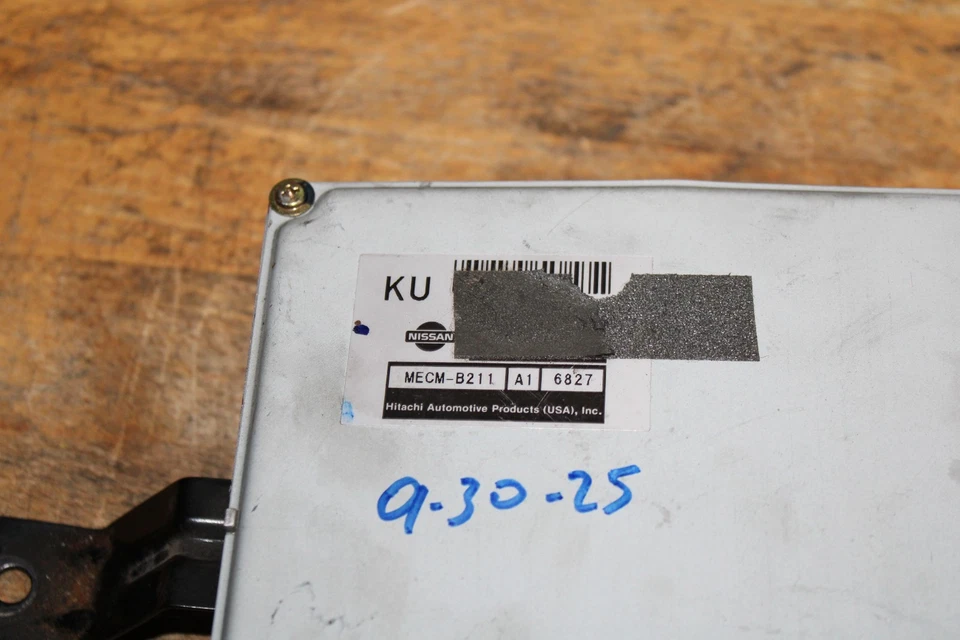 KU
NISSAN
MECM-B211 A1 6827
Hitachi Automotive Products (USA), Inc.
9-30-25